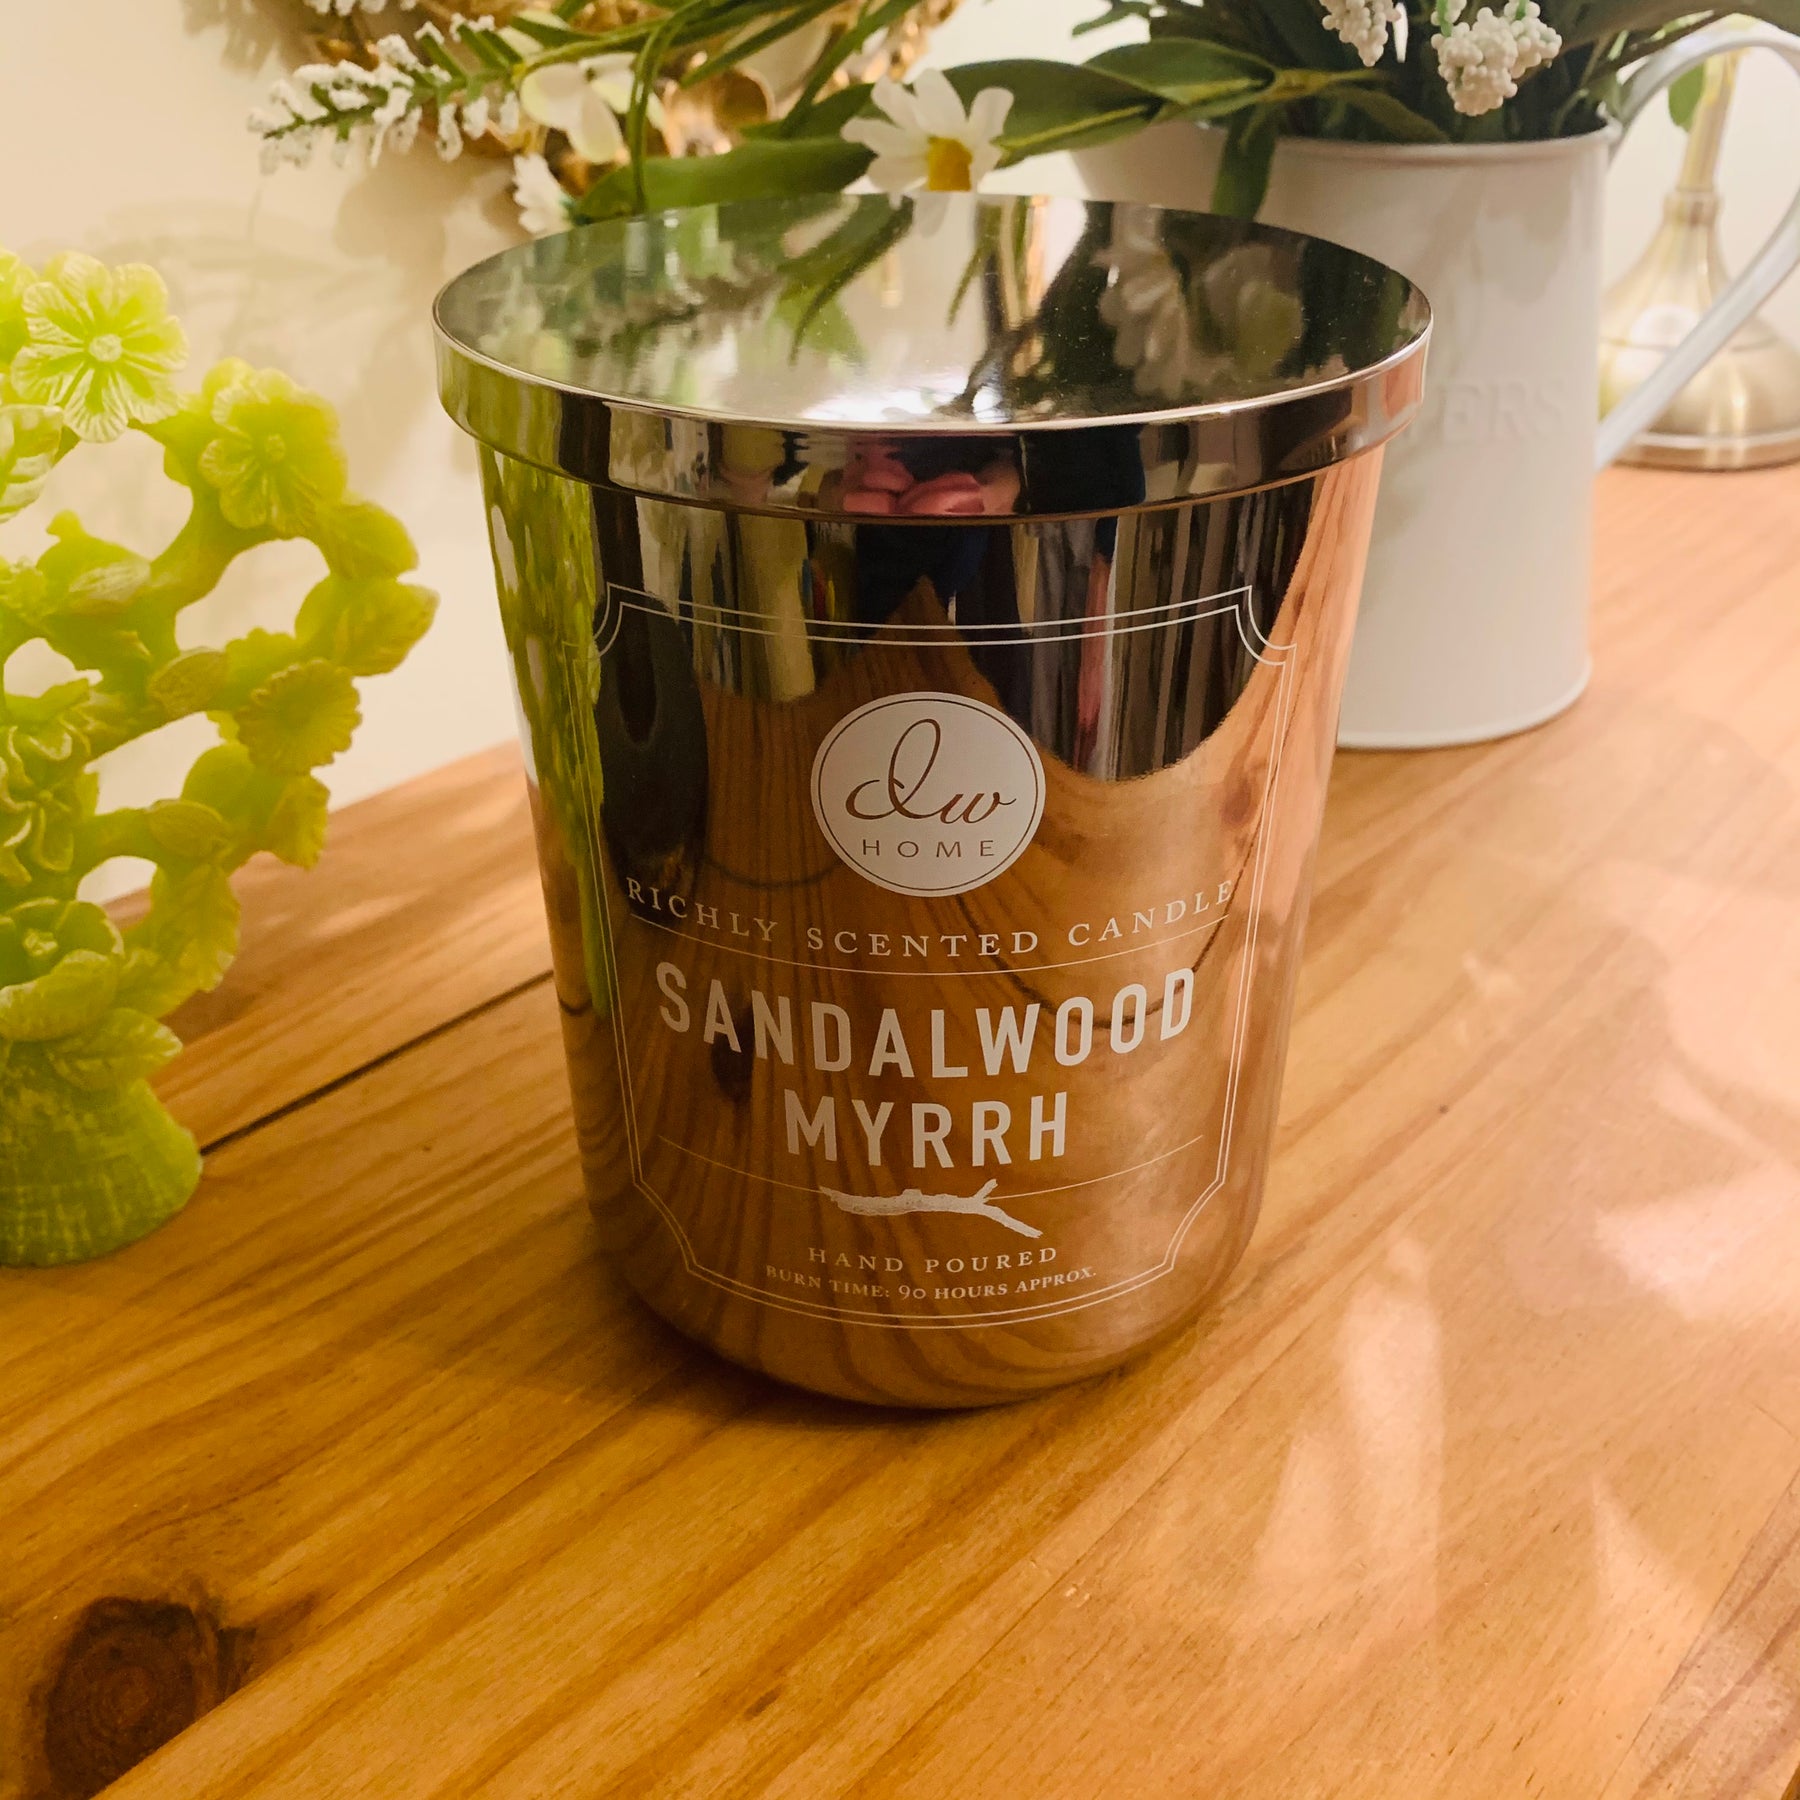 dw
HOME
RICHLY SCENTED CANDLE
SANDALWOOD
MYRRH
HAND POURED
BURN TIME: 90 HOURS APPROX.